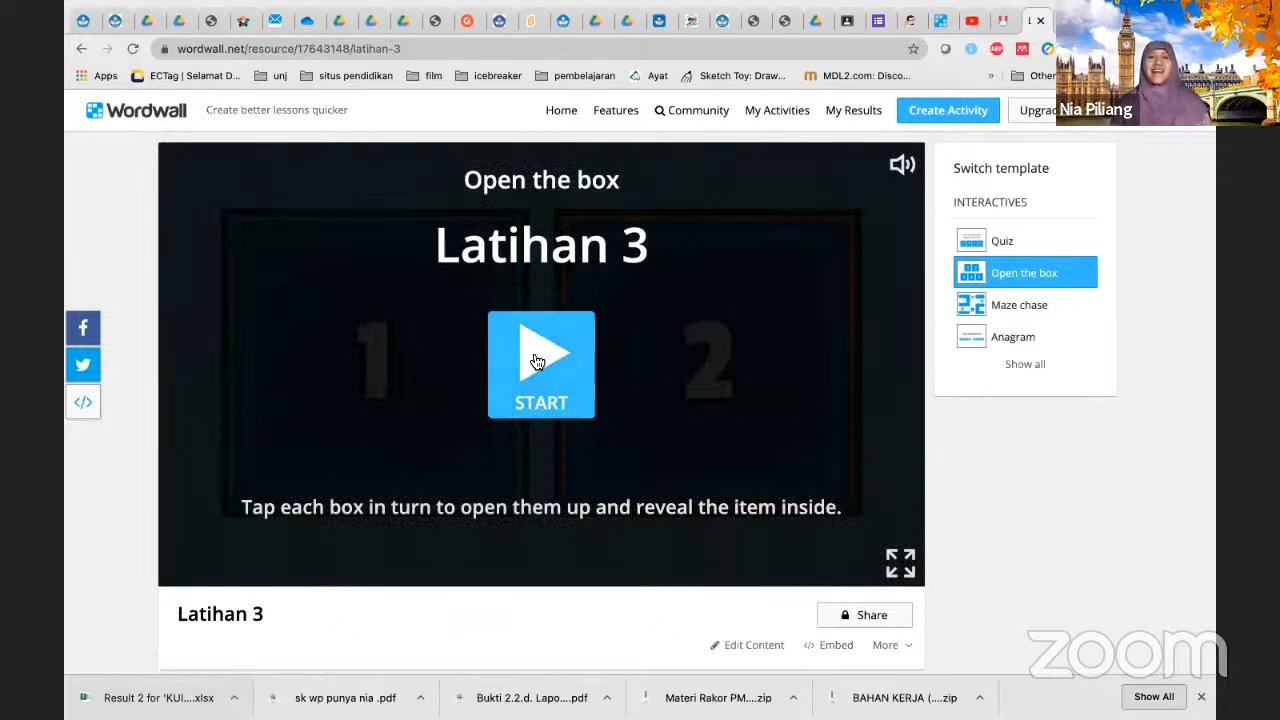 wordwall.net/resource/17643148/latihan-3
Apps
ECTag | Selamat D...
unj
situs pendidikan
film
icebreaker
pembelajaran
Ayat
Sketch Toy: Draw...
MDL2.com: Disco...
»
Other
Nia Piliang
Wordwall
Create better lessons quicker
Home
Features
Community
My Activities
My Results
Create Activity
Upgra
Open the box
Latihan 3
1
2
START
Tap each box in turn to open them up and reveal the item inside.
Switch template
INTERACTIVES
Quiz
Open the box
Maze chase
Anagram
Show all
Latihan 3
Share
Edit Content
Embed
More
zoom
Result 2 for 'KUI....xlsx
sk wp punya nia .pdf
Bukti 2.2.d. Lapo....pdf
Materi Rakor PM....zip
BAHAN KERJA (....zip
Show All